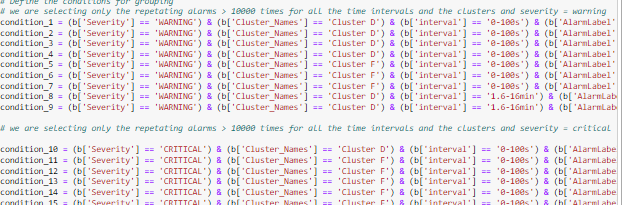 # Define the conditions for grouping
# we are selecting only the repetating alarms > 10000 times for all the time intervals and the clusters and severity = warning
condition_1 = (b['Severity'] == 'WARNING') & (b['Cluster_Names'] == 'Cluster D') & (b['interval'] == '0-100s') & (b['AlarmLabel'
condition_2 = (b['Severity'] == 'WARNING') & (b['Cluster_Names'] == 'Cluster D') & (b['interval'] == '0-100s') & (b['AlarmLabel'
condition_3 = (b['Severity'] == 'WARNING') & (b['Cluster_Names'] == 'Cluster D') & (b['interval'] == '0-100s') & (b['AlarmLabel'
condition_4 = (b['Severity'] == 'WARNING') & (b['Cluster_Names'] == 'Cluster D') & (b['interval'] == '0-100s') & (b['AlarmLabel'
condition_5 = (b['Severity'] == 'WARNING') & (b['Cluster_Names'] == 'Cluster F') & (b['interval'] == '0-100s') & (b['AlarmLabel'
condition_6 = (b['Severity'] == 'WARNING') & (b['Cluster_Names'] == 'Cluster F') & (b['interval'] == '0-100s') & (b['AlarmLabel'
condition_7 = (b['Severity'] == 'WARNING') & (b['Cluster_Names'] == 'Cluster F') & (b['interval'] == '0-100s') & (b['AlarmLabel'
condition_8 = (b['Severity'] == 'WARNING') & (b['Cluster_Names'] == 'Cluster D') & (b['interval'] == '1.6-16min') & (b['AlarmLab
condition_9 = (b['Severity'] == 'WARNING') & (b['Cluster_Names'] == 'Cluster D') & (b['interval'] == '1.6-16min') & (b['AlarmLab
# we are selecting only the repetating alarms > 10000 times for all the time intervals and the clusters and severity = critical
condition_10 = (b['Severity'] == 'CRITICAL') & (b['Cluster_Names'] == 'Cluster D') & (b['interval'] == '0-100s') & (b['AlarmLabe
condition_11 = (b['Severity'] == 'CRITICAL') & (b['Cluster_Names'] == 'Cluster F') & (b['interval'] == '0-100s') & (b['AlarmLabe
condition_12 = (b['Severity'] == 'CRITICAL') & (b['Cluster_Names'] == 'Cluster F') & (b['interval'] == '0-100s') & (b['AlarmLabe
condition_13 = (b['Severity'] == 'CRITICAL') & (b['Cluster_Names'] == 'Cluster F') & (b['interval'] == '0-100s') & (b['AlarmLabe
condition_14 = (b['Severity'] == 'CRITICAL') & (b['Cluster_Names'] == 'Cluster F') & (b['interval'] == '0-100s') & (b['AlarmLabe
condition_15 = (b['Severity'] == 'CRITICAL') & (b['Cluster_Names'] == 'Cluster F') & (b['interval'] == '0-100s') & (b['AlarmLabe